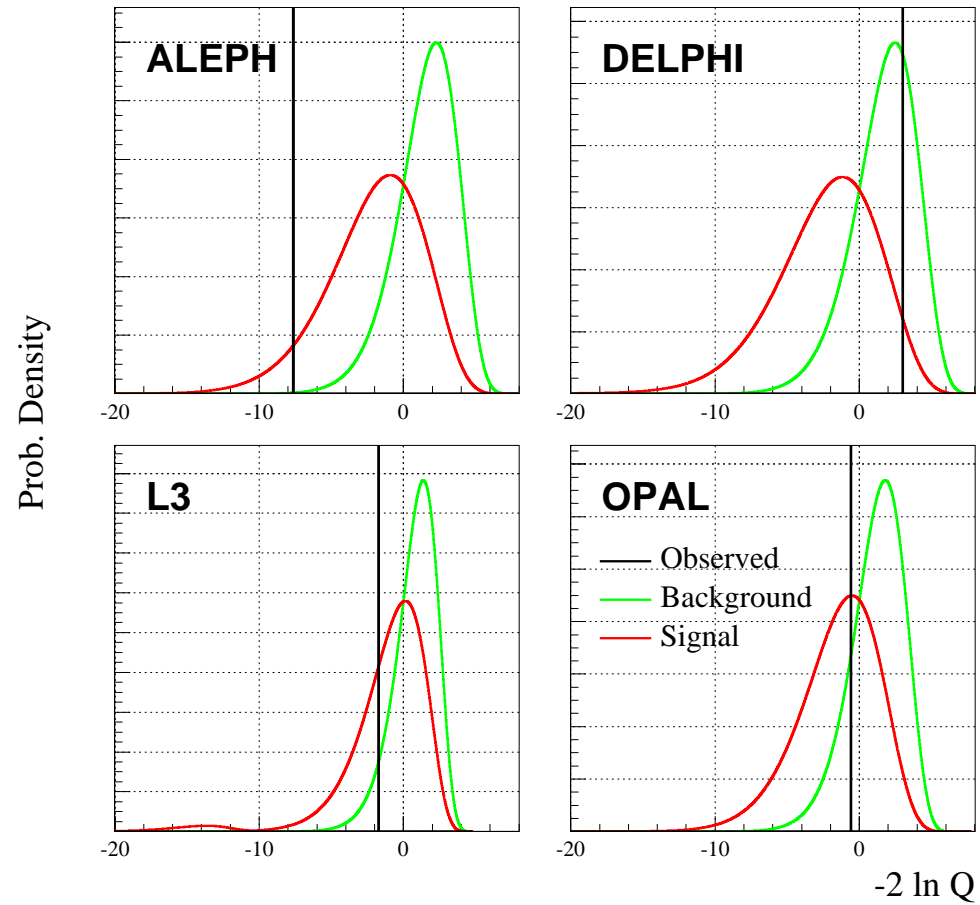 ALEPH
DELPHI
-20
-10
0
-20
-10
0
Prob. Density
L3
OPAL
Observed
Background
Signal
-20
-10
0
-20
-10
0
-2 ln Q